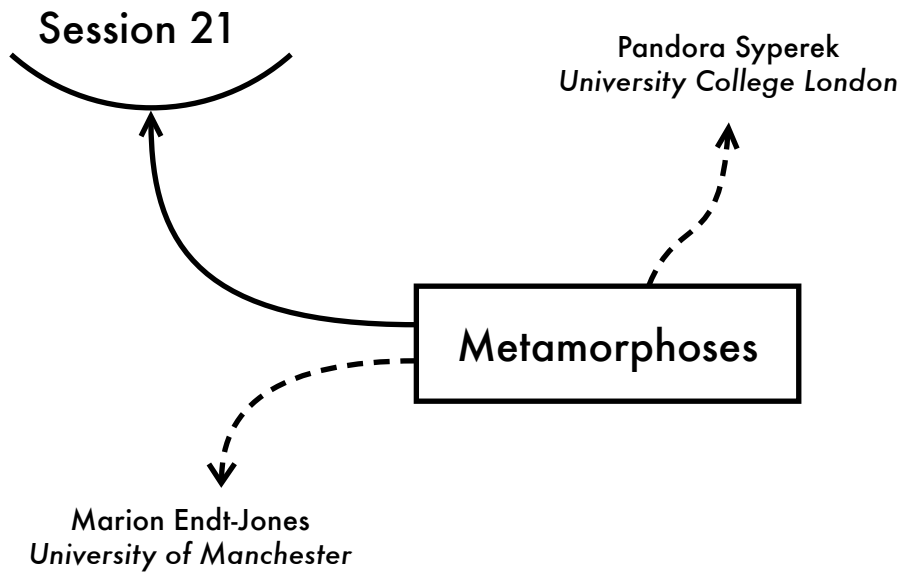 Session 21
Pandora Syperek
University College London
Metamorphoses
Marion Endt-Jones
University of Manchester